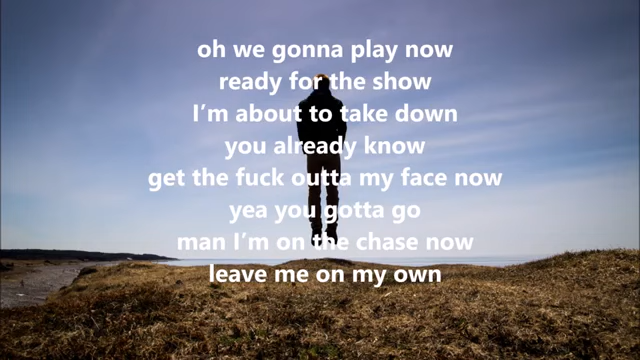 oh we gonna play now
ready for the show
I'm about to take down
you already know
get the fuck outta my face now
yea you gotta go
man I'm on the chase now
leave me on my own